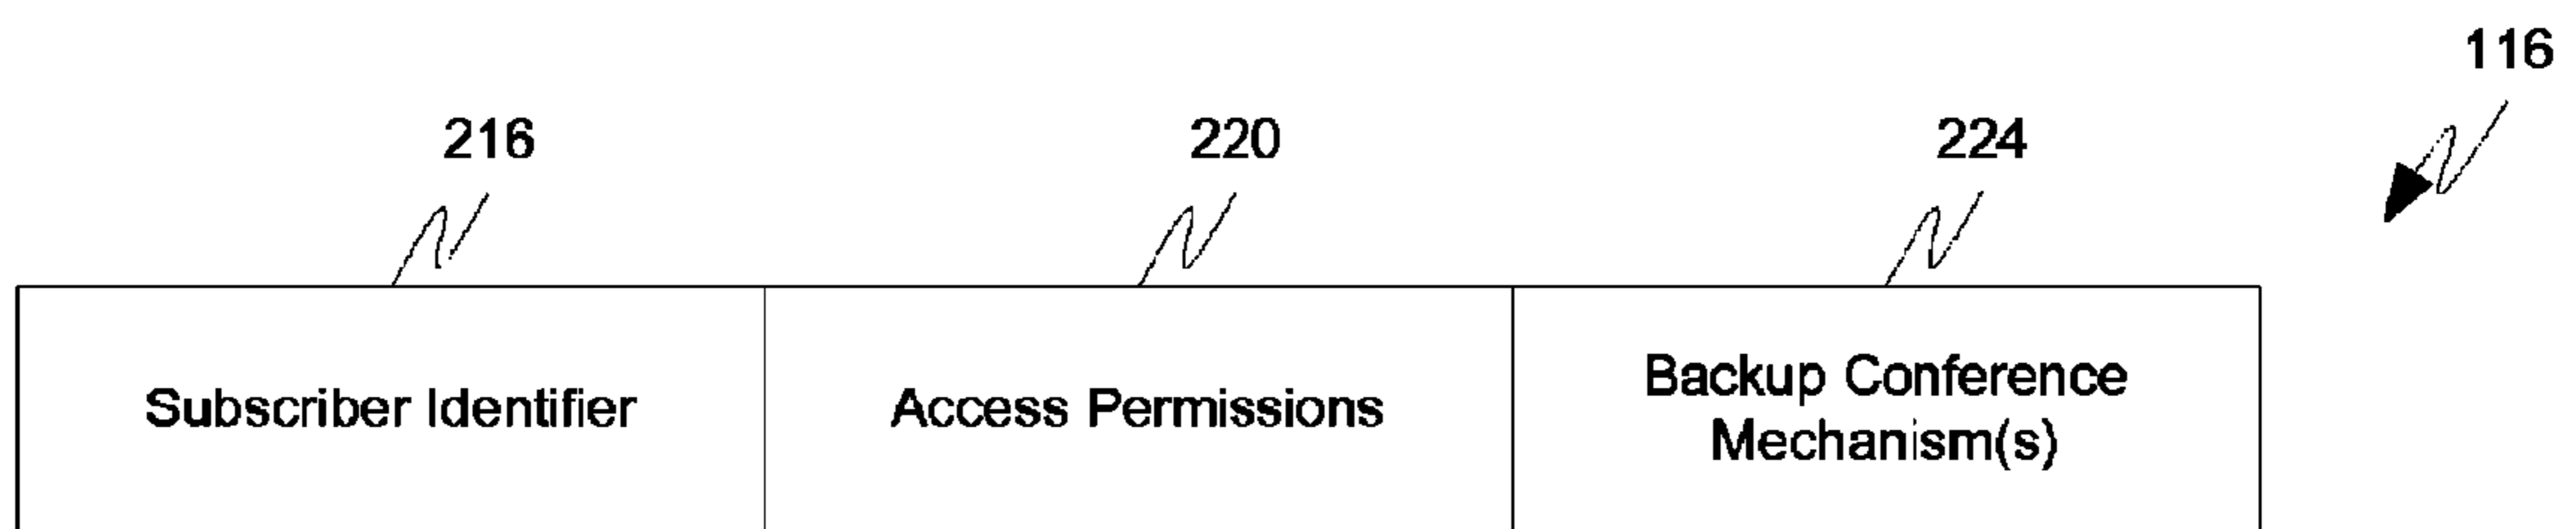 116
216
220
224
Subscriber Identifier
Access Permissions
Backup Conference
Mechanism(s)